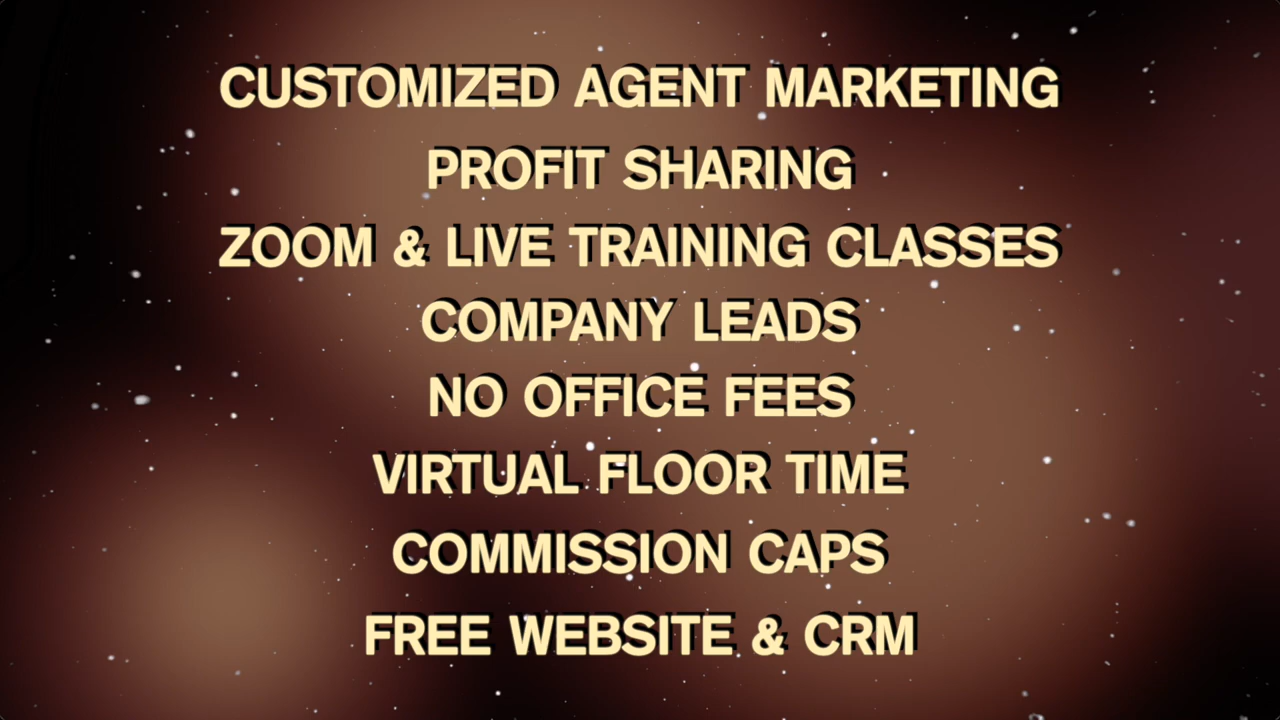 CUSTOMIZED AGENT MARKETING
PROFIT SHARING
ZOOM & LIVE TRAINING CLASSES
COMPANY LEADS
NO OFFICE FEES
VIRTUAL FLOOR TIME
COMMISSION CAPS
FREE WEBSITE & CRM